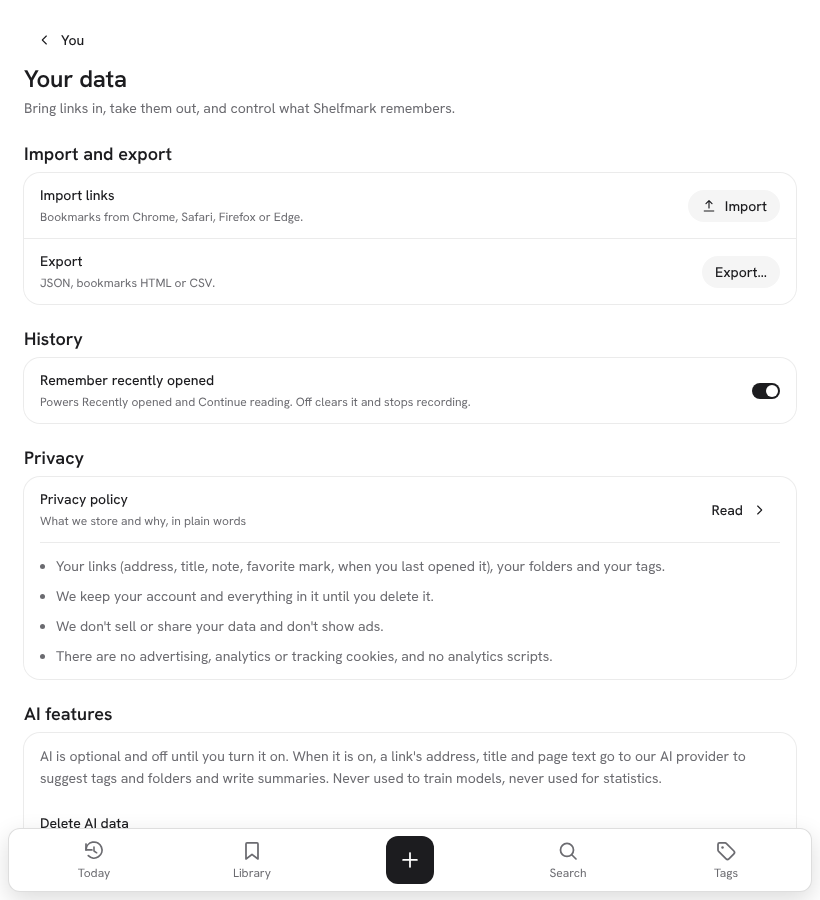 You
Your data
Bring links in, take them out, and control what Shelfmark remembers.
Import and export
Import links
Bookmarks from Chrome, Safari, Firefox or Edge.
Import
Export
JSON, bookmarks HTML or CSV.
Export...
History
Remember recently opened
Powers Recently opened and Continue reading. Off clears it and stops recording.
Privacy
Privacy policy
What we store and why, in plain words
Read
Your links (address, title, note, favorite mark, when you last opened it), your folders and your tags.
We keep your account and everything in it until you delete it.
We don't sell or share your data and don't show ads.
There are no advertising, analytics or tracking cookies, and no analytics scripts.
AI features
AI is optional and off until you turn it on. When it is on, a link's address, title and page text go to our AI provider to
suggest tags and folders and write summaries. Never used to train models, never used for statistics.
Delete AI data
Today
Library
Search
Tags